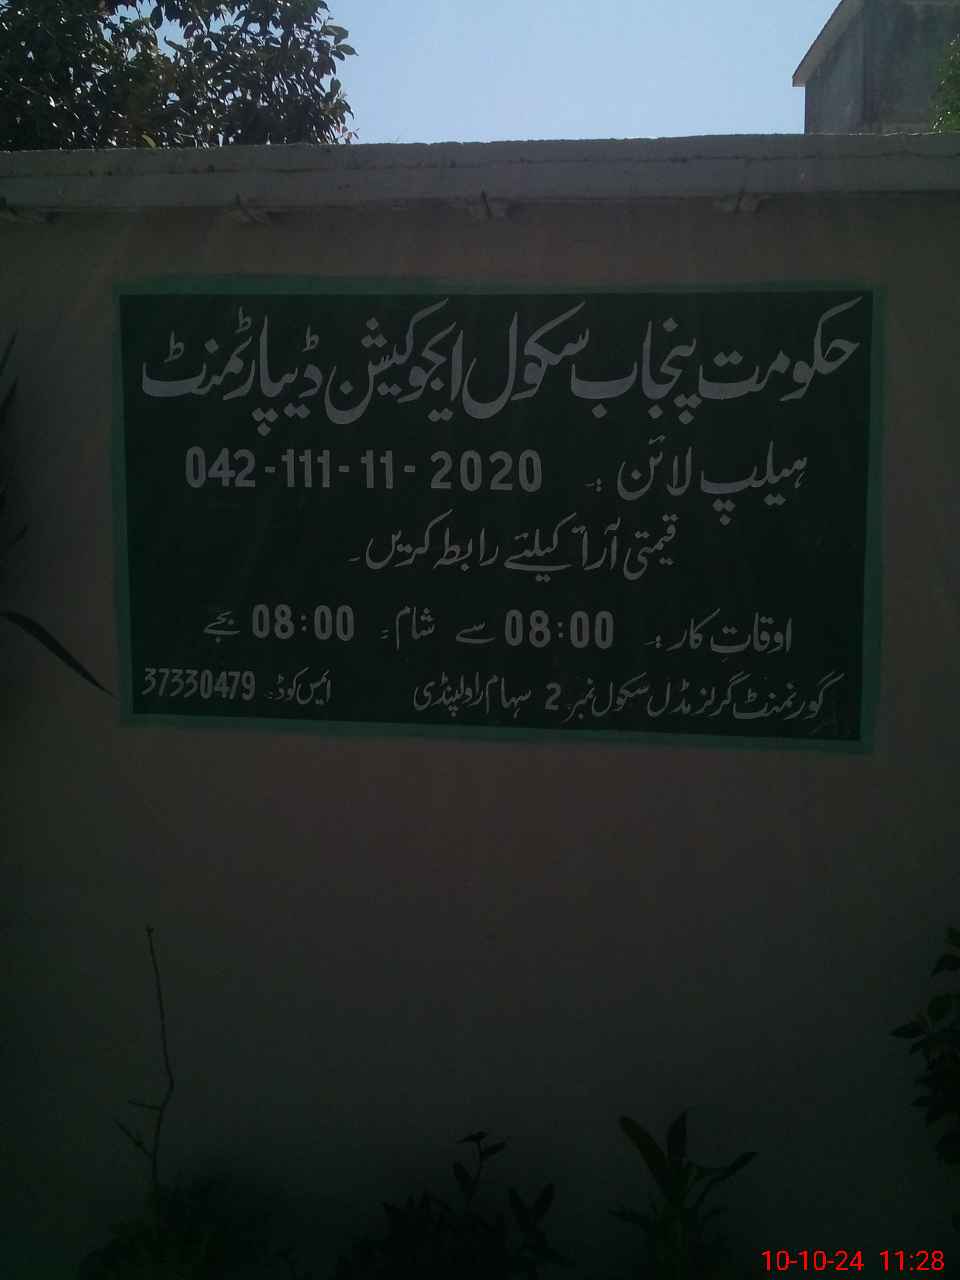 حکومت پنجاب سکول ایجوکیشن ڈیپارٹمنٹ
ہیلپ لائن :۔ 042-111-11-2020
قیمتی آراء کیلئے رابطہ کریں۔
اوقاتِ کار :۔ 08:00 سے شام :۔ 08:00 بجے
گورنمنٹ گرلز مڈل سکول نمبر 2 سہام راولپنڈی ایمس کوڈ :۔ 37330479
10-10-24 11:28